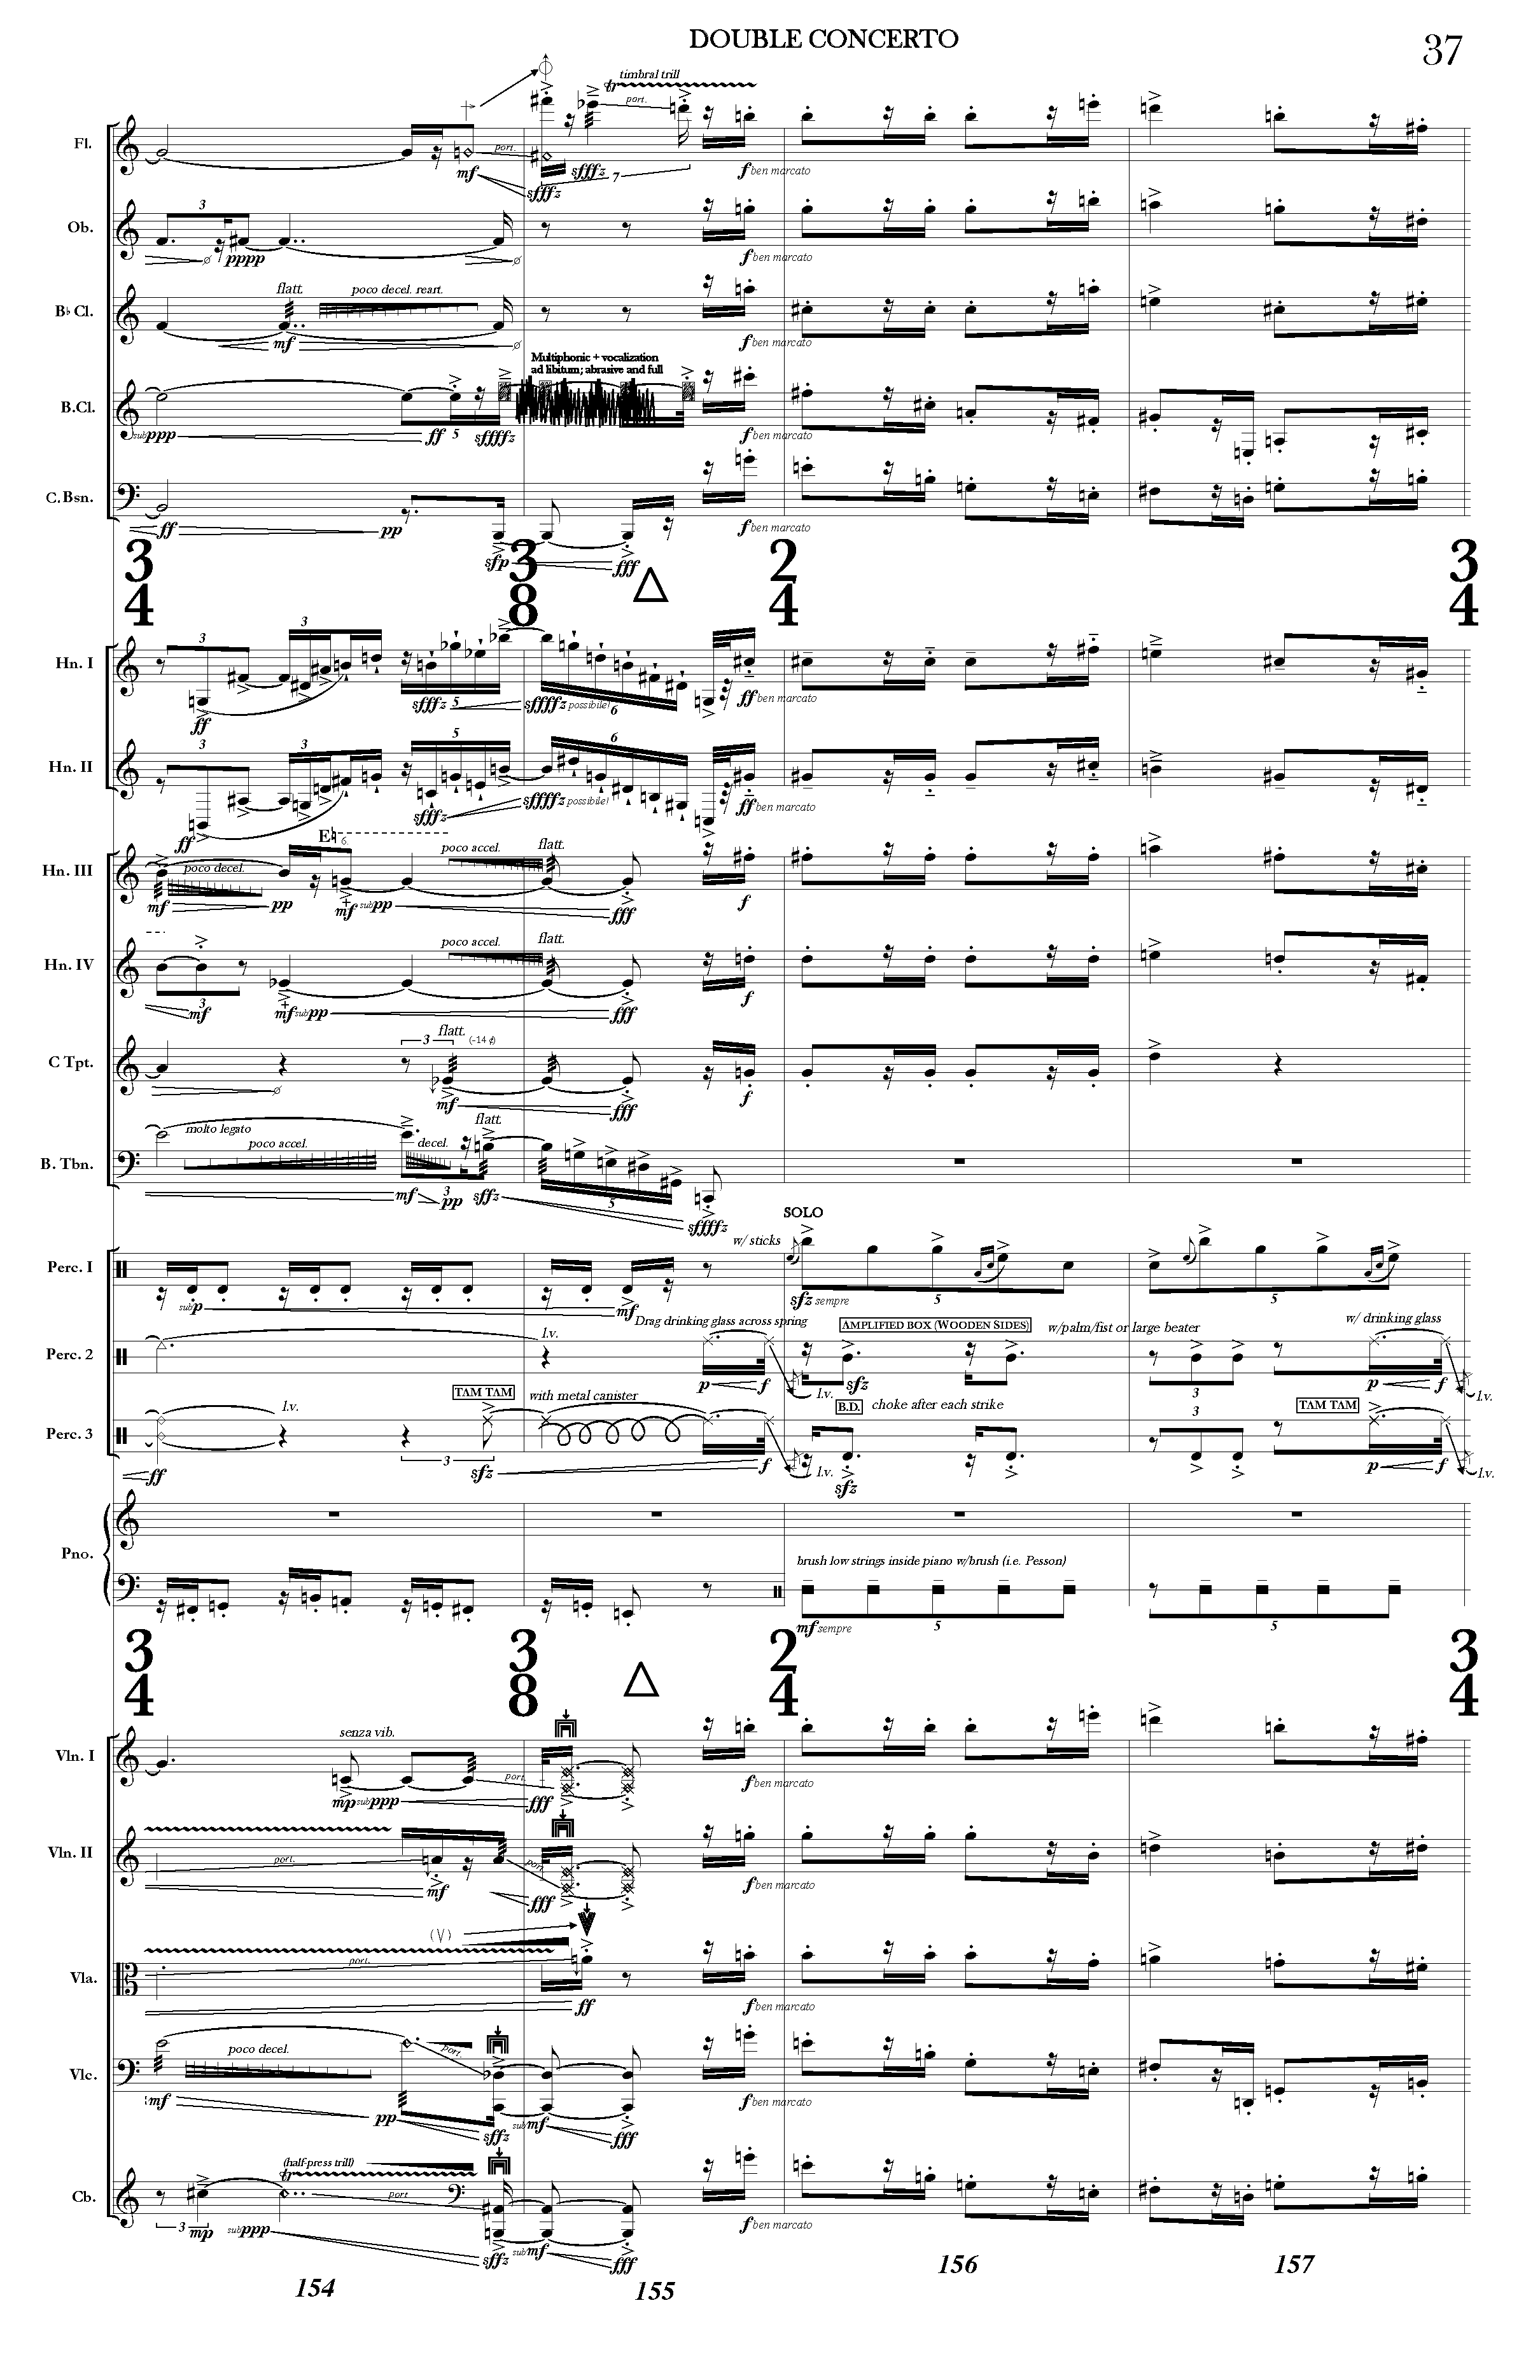 DOUBLE CONCERTO
37
timbral trill
tr port.
Fl.
port.
mf
sfffz
sfffz 7
f ben marcato
3
Ob.
pppp
f ben marcato
flatt. poco decel. reart.
B♭ Cl.
mf
f ben marcato
Multiphonic + vocalization
ad libitum; abrasive and full
B.Cl.
sub ppp ff 5 sffffz
f ben marcato
C. Bsn.
ff pp
sfp fff
f ben marcato
3 4 3 8 2 4 3 4
3 3
Hn. I
ff
sfffz 5 sffffz possibile! 6
ff ben marcato
3 3 5 6
Hn. II
ff
sfffz sffffz possibile!
ff ben marcato
E♮ 6
poco accel. flatt.
Hn. III
poco decel.
mf pp mf sub pp fff f
poco accel. flatt.
Hn. IV
3
mf mf sub pp fff f
flatt. (-14 ¢)
3
C Tpt.
mf fff f
molto legato flatt.
poco accel. decel.
B. Tbn.
mf 3 pp sffz 5 sffffz
SOLO
w/ sticks
Perc. I
sub p mf
sfz sempre 5 5
Drag drinking glass across spring
AMPLIFIED BOX (WOODEN SIDES) w/palm/fist or large beater w/ drinking glass
l.v.
Perc. 2
p f l.v. sfz 3 p f l.v.
TAM TAM with metal canister
l.v.
B.D. choke after each strike TAM TAM
Perc. 3
ff 3 sfz f l.v. sfz 3 p f l.v.
Pno.
brush low strings inside piano w/brush (i.e. Pesson)
mf sempre 5 5
3 4 3 8 2 4 3 4
senza vib.
Vln. I
port.
mp sub ppp fff
f ben marcato
Vln. II
port. port.
mf fff
f ben marcato
(V)
port.
Vla.
ff
f ben marcato
poco decel. port.
Vlc.
mf pp sffz sub mf fff
f ben marcato
(half-press trill)
tr
port.
Cb.
3 mp sub ppp sffz sub mf fff
f ben marcato
154 155 156 157